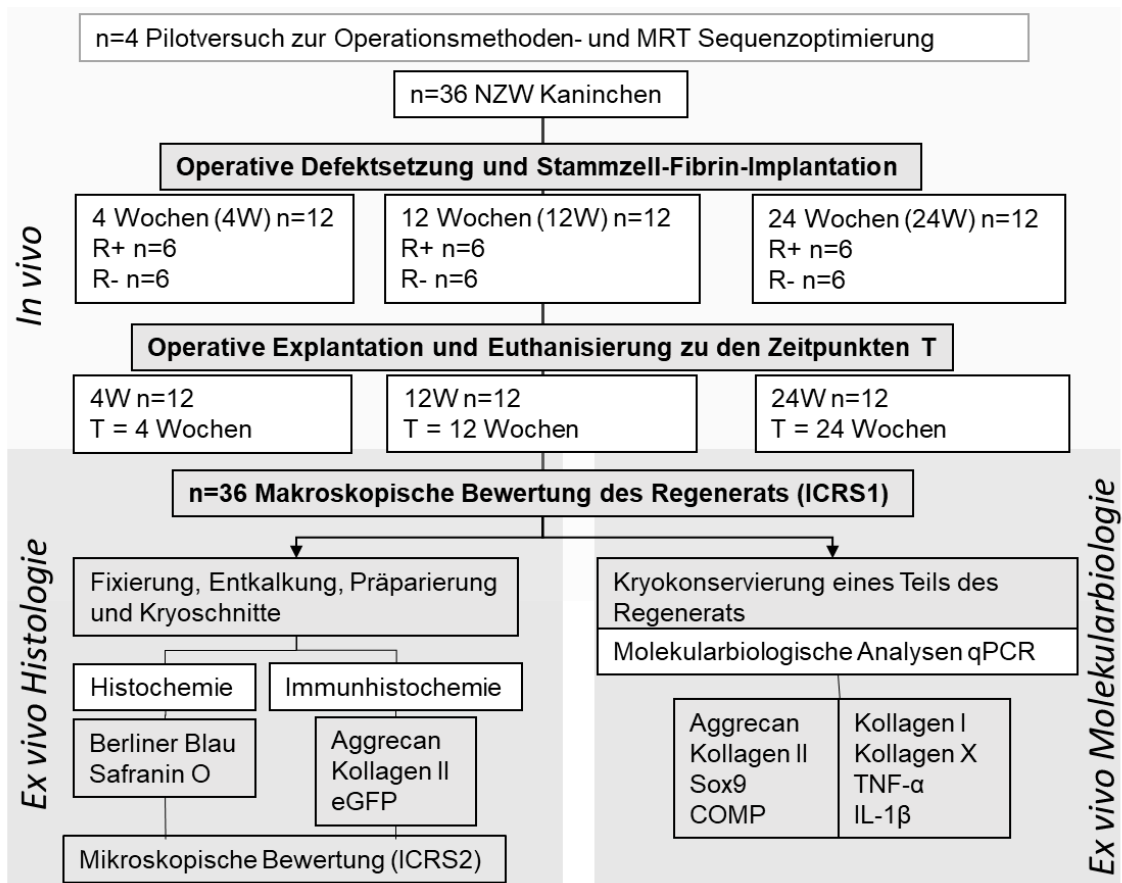 n=4 Pilotversuch zur Operationsmethoden- und MRT Sequenzoptimierung
n=36 NZW Kaninchen
Operative Defektsetzung und Stammzell-Fibrin-Implantation
4 Wochen (4W) n=12
R+ n=6
R- n=6
12 Wochen (12W) n=12
R+ n=6
R- n=6
24 Wochen (24W) n=12
R+ n=6
R- n=6
In vivo
Operative Explantation und Euthanisierung zu den Zeitpunkten T
4W n=12
T = 4 Wochen
12W n=12
T = 12 Wochen
24W n=12
T = 24 Wochen
n=36 Makroskopische Bewertung des Regenerats (ICRS1)
Ex vivo Histologie
Fixierung, Entkalkung, Präparierung
und Kryoschnitte
Histochemie
Immunhistochemie
Berliner Blau
Safranin O
Aggrecan
Kollagen II
eGFP
Mikroskopische Bewertung (ICRS2)
Kryokonservierung eines Teils des
Regenerats
Molekularbiologische Analysen qPCR
Aggrecan
Kollagen II
Sox9
COMP
Kollagen I
Kollagen X
TNF-α
IL-1β
Ex vivo Molekularbiologie